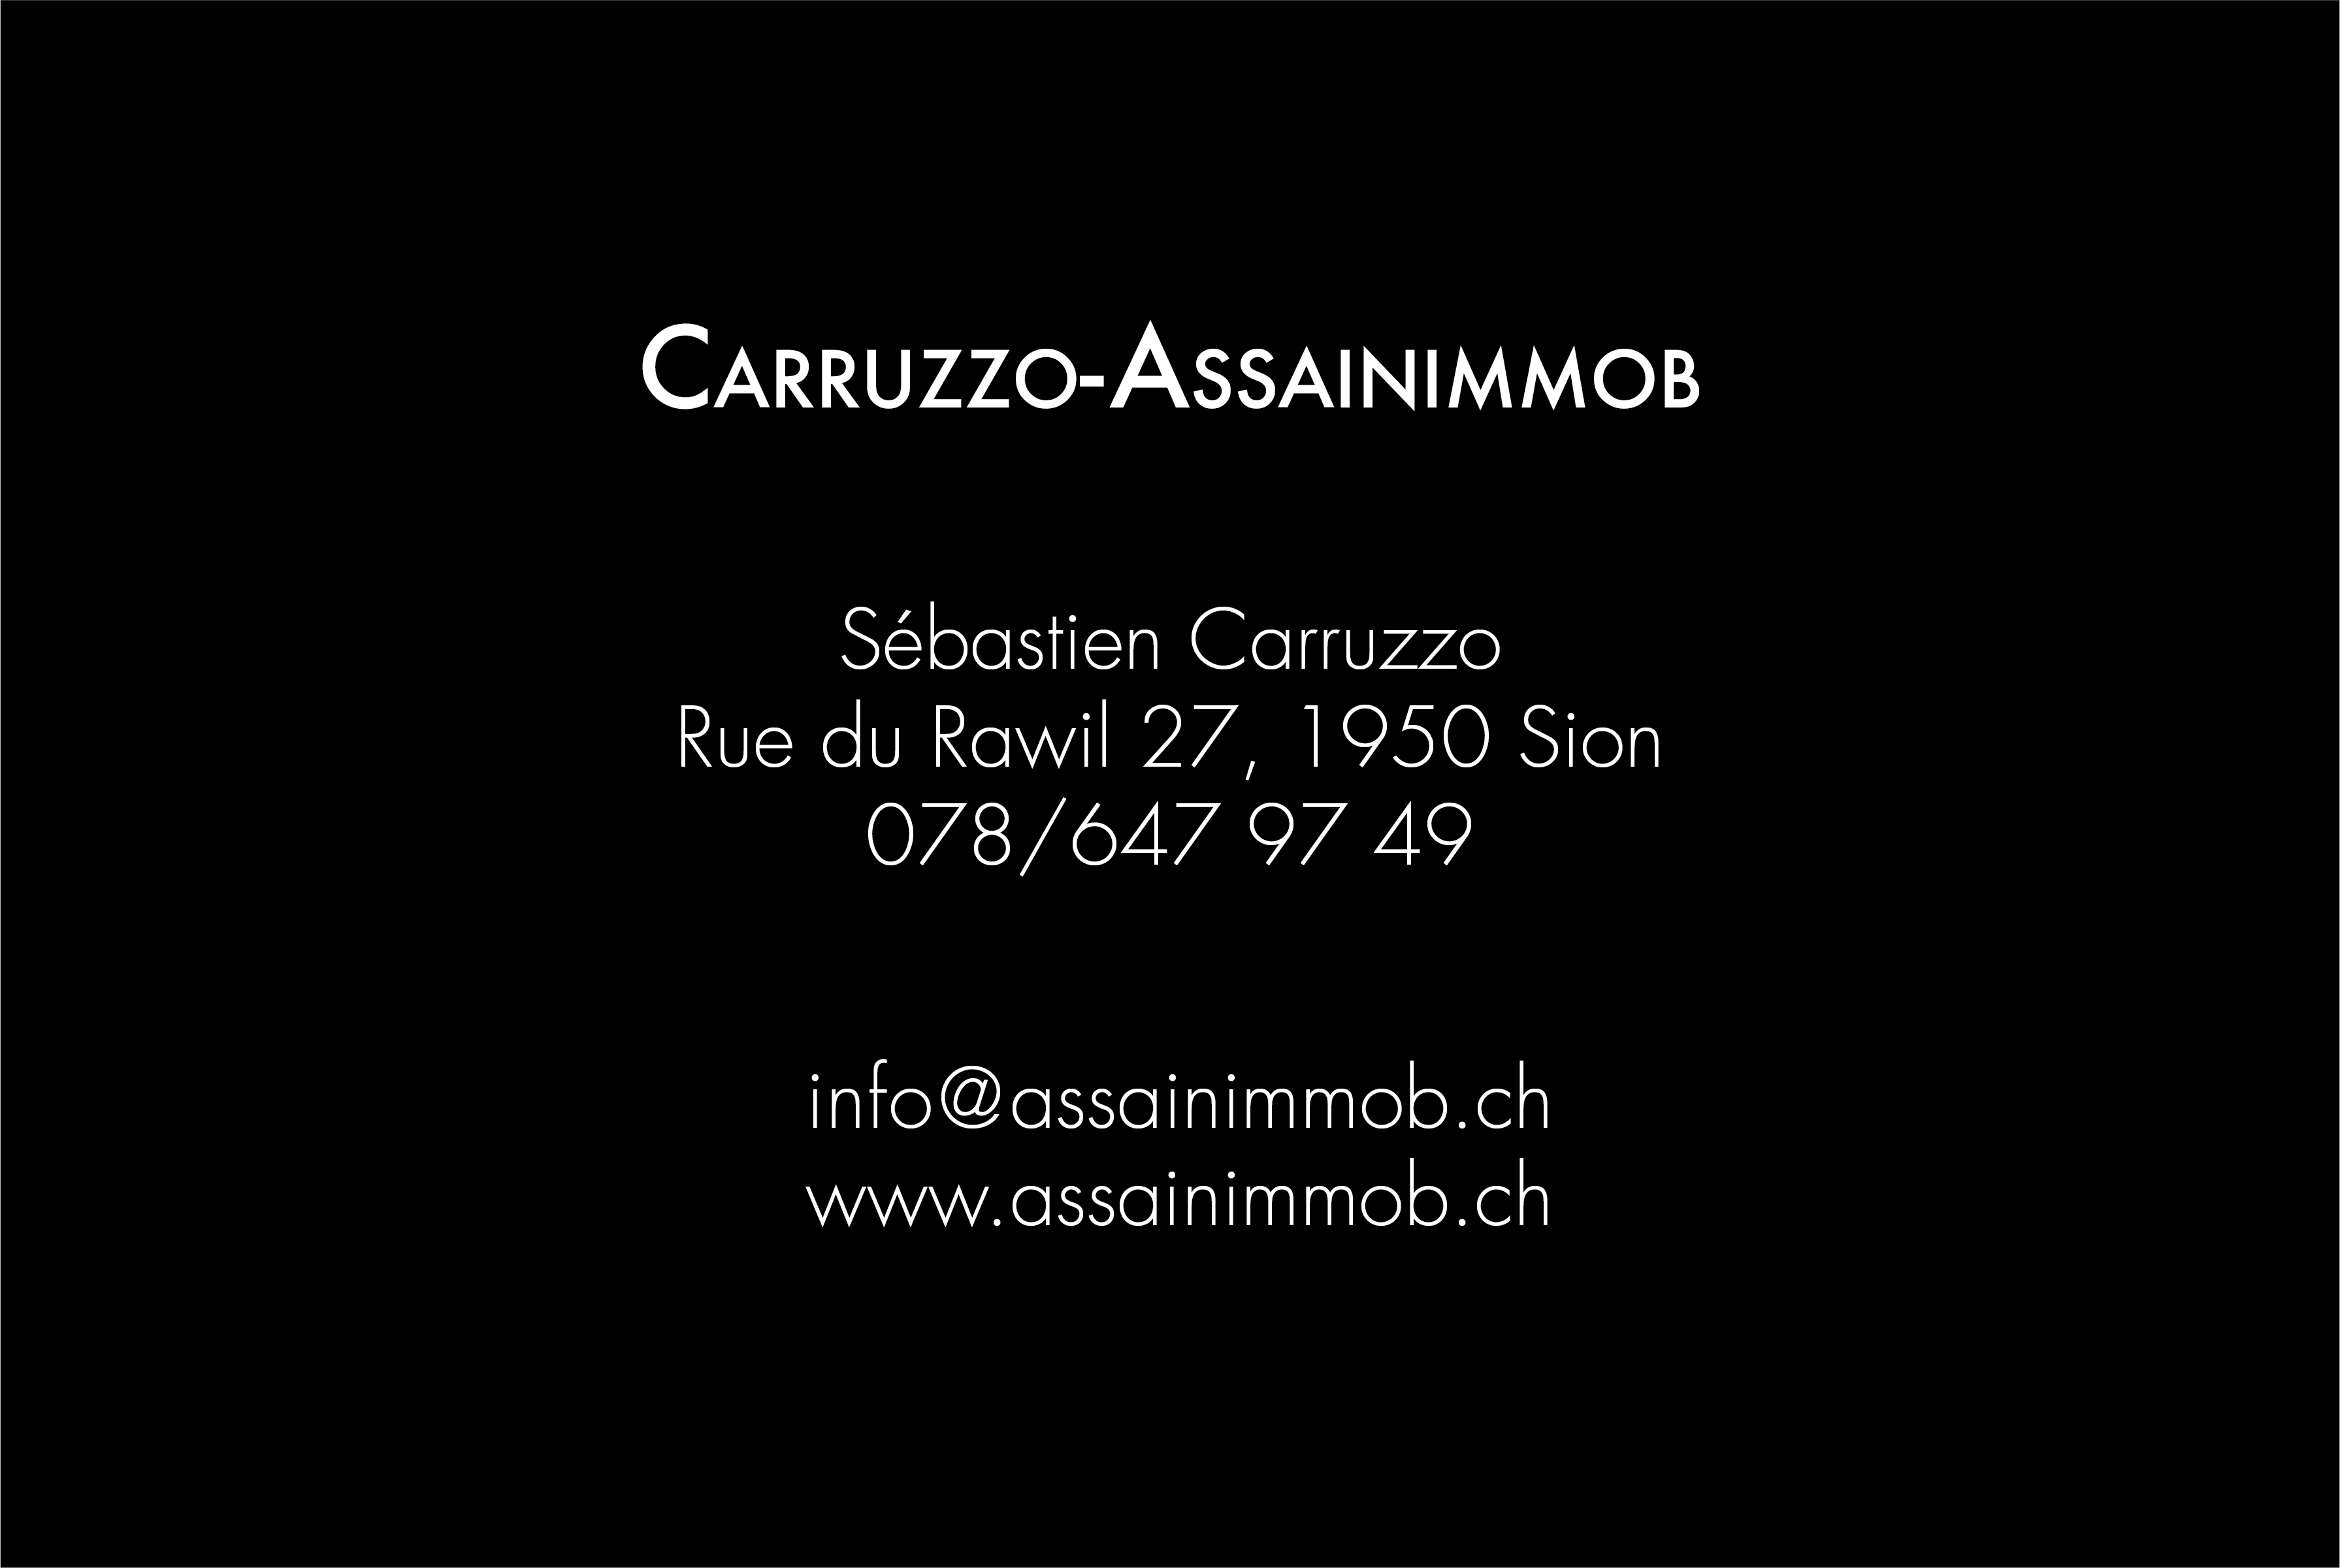 Carruzzo-Assainimmob
Sébastien Carruzzo
Rue du Rawil 27, 1950 Sion
078/647 97 49
info@assainimmob.ch
www.assainimmob.ch